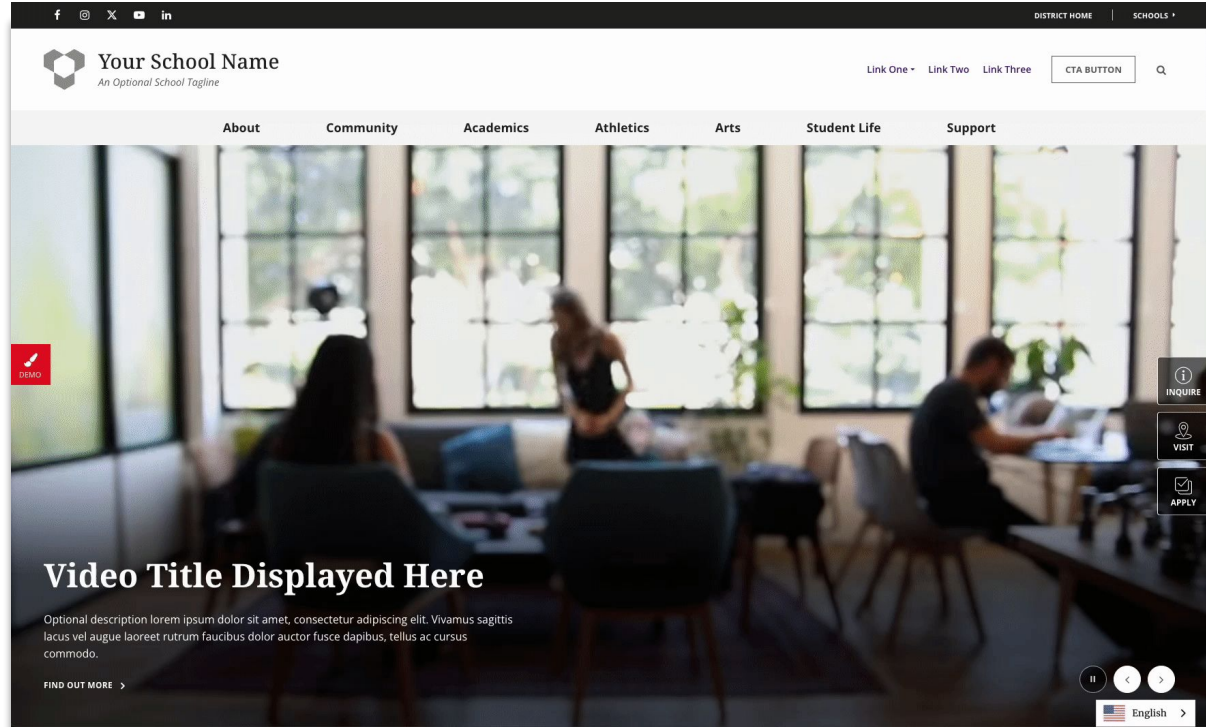 DISTRICT HOME
SCHOOLS
Your School Name
An Optional School Tagline
Link One
Link Two
Link Three
CTA BUTTON
About
Community
Academics
Athletics
Arts
Student Life
Support
DEMO
INQUIRE
VISIT
APPLY
Video Title Displayed Here
Optional description lorem ipsum dolor sit amet, consectetur adipiscing elit. Vivamus sagittis
lacus vel augue laoreet rutrum faucibus dolor auctor fusce dapibus, tellus ac cursus
commodo.
FIND OUT MORE
English